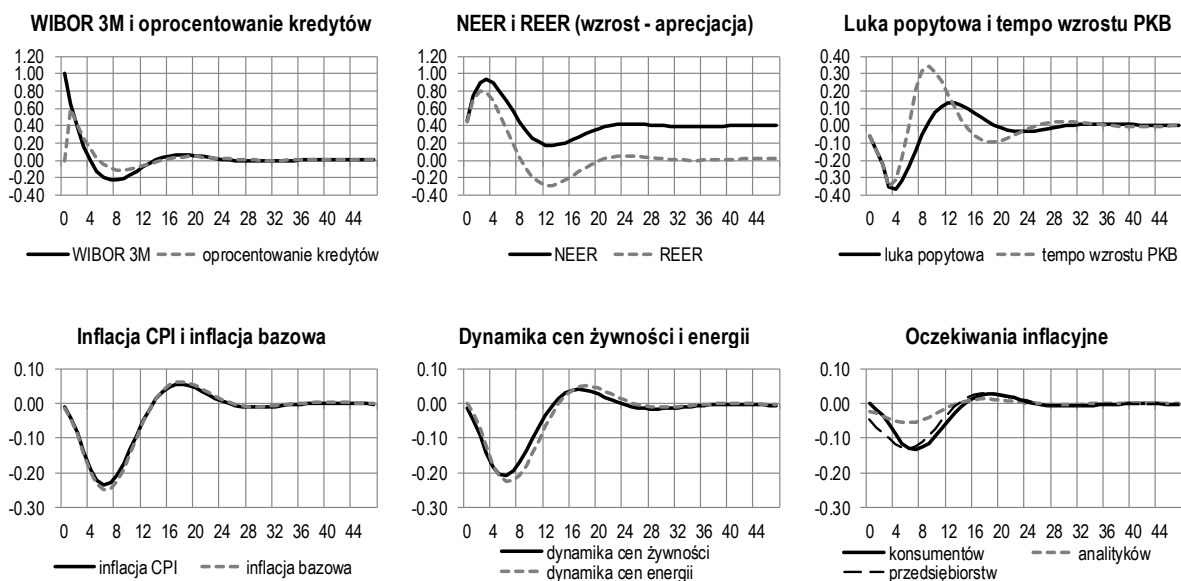 WIBOR 3M i oprocentowanie kredytów
1.20
1.00
0.80
0.60
0.40
0.20
0.00
-0.20
-0.40
0 4 8 12 16 20 24 28 32 36 40 44
WIBOR 3M oprocentowanie kredytów
NEER i REER (wzrost - aprecjacja)
1.20
1.00
0.80
0.60
0.40
0.20
0.00
-0.20
-0.40
0 4 8 12 16 20 24 28 32 36 40 44
NEER REER
Luka popytowa i tempo wzrostu PKB
0.40
0.30
0.20
0.10
0.00
-0.10
-0.20
-0.30
-0.40
0 4 8 12 16 20 24 28 32 36 40 44
luka popytowa tempo wzrostu PKB
Inflacja CPI i inflacja bazowa
0.10
0.00
-0.10
-0.20
-0.30
0 4 8 12 16 20 24 28 32 36 40 44
inflacja CPI inflacja bazowa
Dynamika cen żywności i energii
0.10
0.00
-0.10
-0.20
-0.30
0 4 8 12 16 20 24 28 32 36 40 44
dynamika cen żywności
dynamika cen energii
Oczekiwania inflacyjne
0.10
0.00
-0.10
-0.20
-0.30
0 4 8 12 16 20 24 28 32 36 40 44
konsumentów analityków
przedsiębiorstw